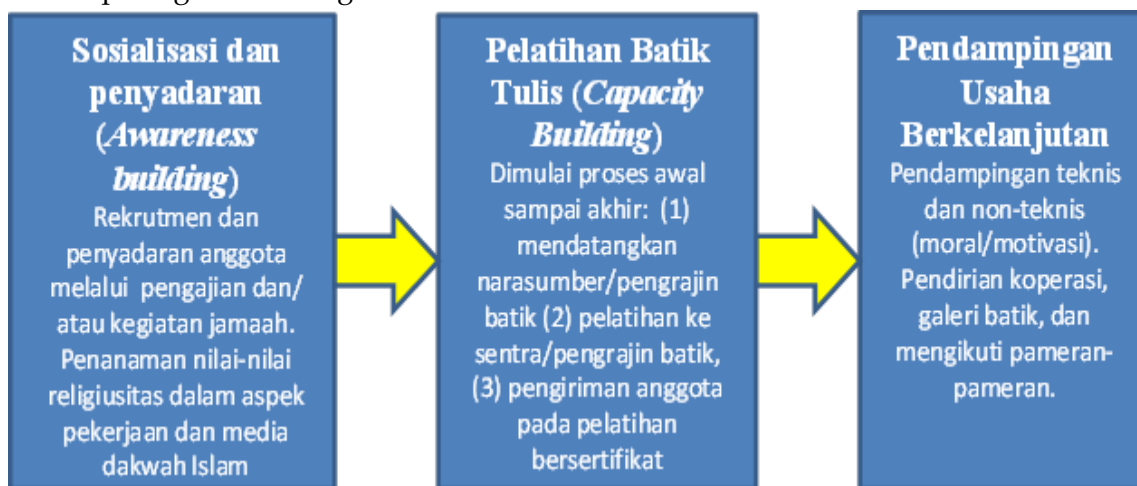 Sosialisasi dan
penyadaran
(Awareness
building)
Rekrutmen dan
penyadaran anggota
melalui pengajian dan/
atau kegiatan jamaah.
Penanaman nilai-nilai
religiusitas dalam aspek
pekerjaan dan media
dakwah Islam
Pelatihan Batik
Tulis (Capacity
Building)
Dimulai proses awal
sampai akhir: (1)
mendatangkan
narasumber/pengrajin
batik (2) pelatihan ke
sentra/pengrajin batik,
(3) pengiriman anggota
pada pelatihan
bersertifikat
Pendampingan
Usaha
Berkelanjutan
Pendampingan teknis
dan non-teknis
(moral/motivasi).
Pendirian koperasi,
galeri batik, dan
mengikuti pameran-
pameran.